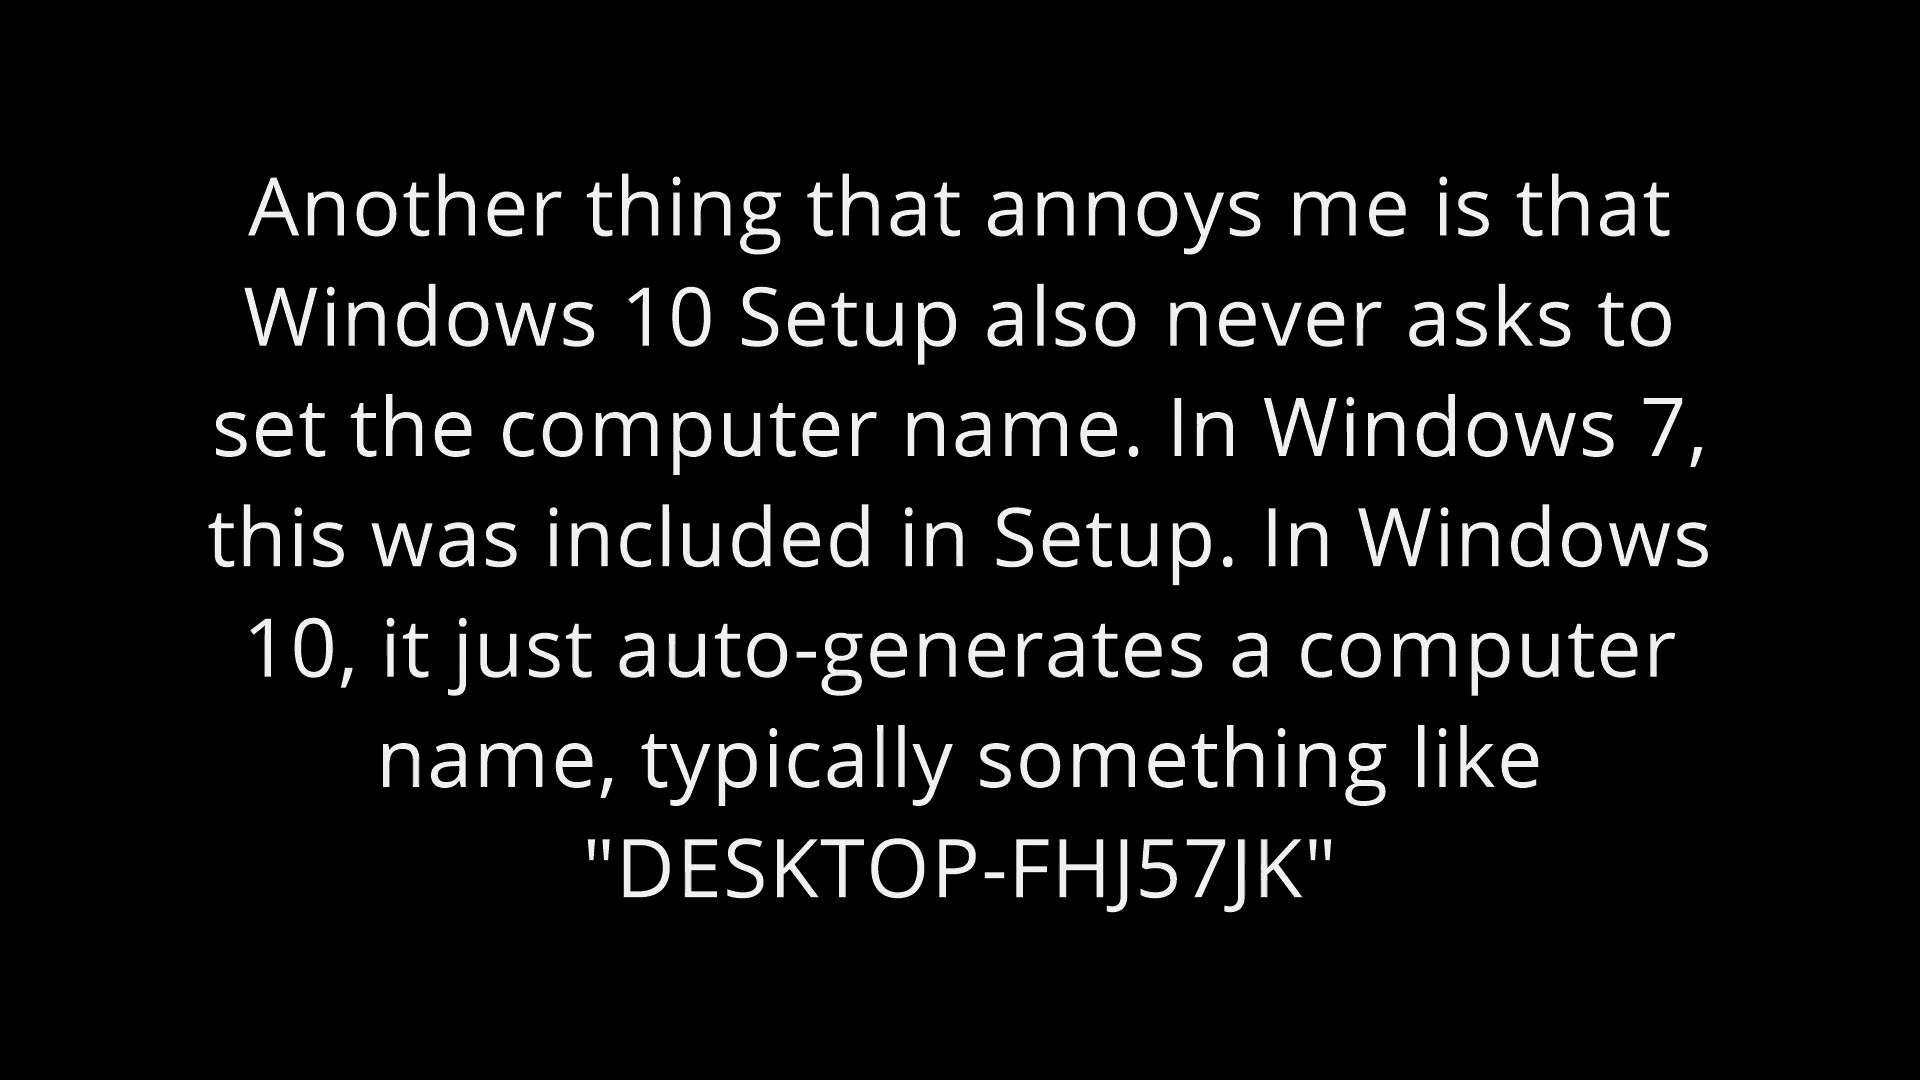 Another thing that annoys me is that
Windows 10 Setup also never asks to
set the computer name. In Windows 7,
this was included in Setup. In Windows
10, it just auto-generates a computer
name, typically something like
"DESKTOP-FHJ57JK"